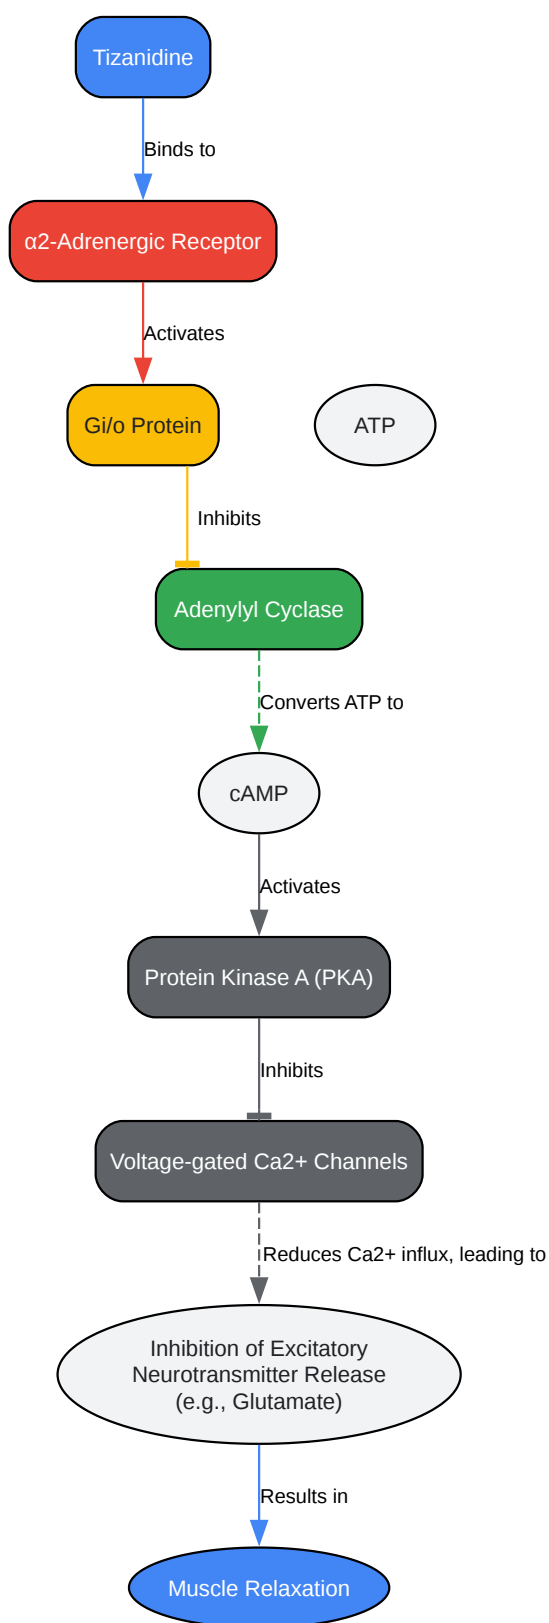 Tizanidine
Binds to
α2-Adrenergic Receptor
Activates
Gi/o Protein
ATP
Inhibits
Adenylyl Cyclase
Converts ATP to
cAMP
Activates
Protein Kinase A (PKA)
Inhibits
Voltage-gated Ca2+ Channels
Reduces Ca2+ influx, leading to
Inhibition of Excitatory
Neurotransmitter Release
(e.g., Glutamate)
Results in
Muscle Relaxation